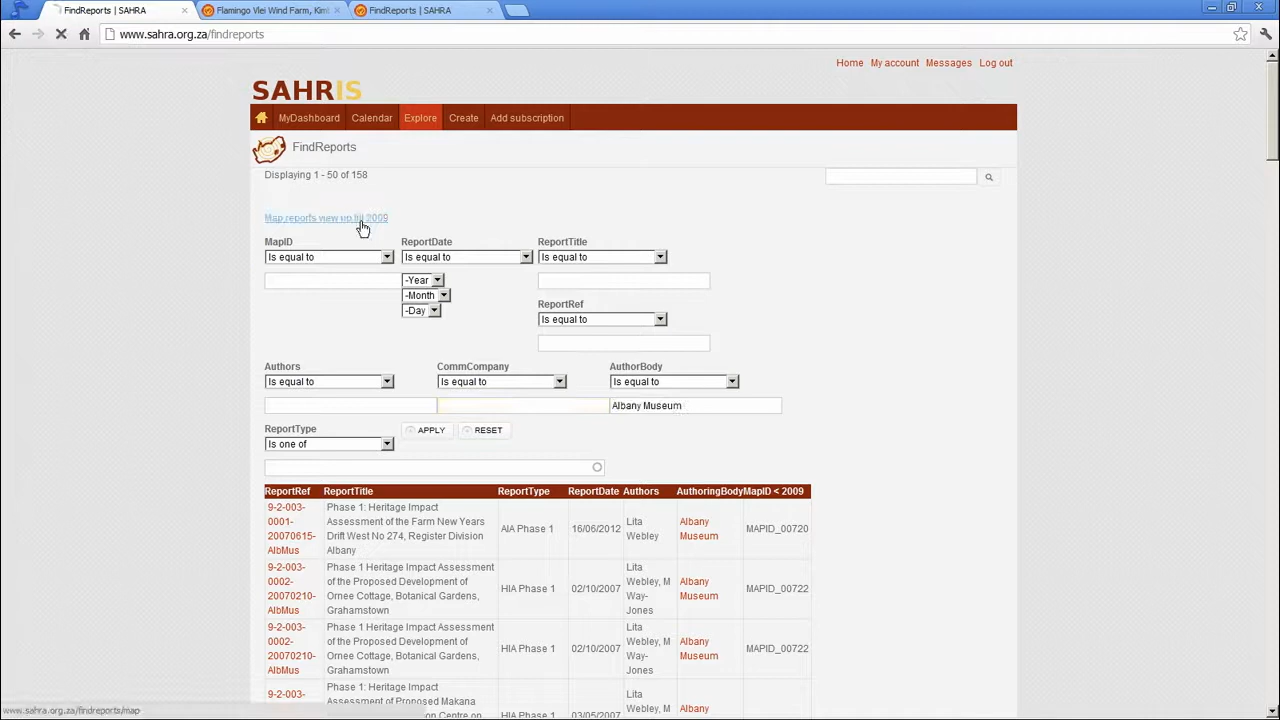 FindReports | SAHRA × Flamingo Vlei Wind Farm, Kim × FindReports | SAHRA ×
www.sahra.org.za/findreports
Home My account Messages Log out
SAHRIS
MyDashboard Calendar Explore Create Add subscription
FindReports
Displaying 1 - 50 of 158
Map reports view up till 2009
MapID ReportDate ReportTitle
Is equal to Is equal to Is equal to
-Year
-Month
-Day
ReportRef
Is equal to
Authors CommCompany AuthorBody
Is equal to Is equal to Is equal to
Albany Museum
ReportType
Is one of APPLY RESET
ReportRef ReportTitle ReportType ReportDate Authors AuthoringBody MapID < 2009
9-2-003-
0001-
20070615-
AlbMus
Phase 1: Heritage Impact
Assessment of the Farm New Years
Drift West No 274, Register Division
Albany
AIA Phase 1
16/06/2012
Lita
Webley
Albany
Museum
MAPID_00720
9-2-003-
0002-
20070210-
AlbMus
Phase 1 Heritage Impact Assessment
of the Proposed Development of
Ornee Cottage, Botanical Gardens,
Grahamstown
HIA Phase 1
02/10/2007
Lita
Webley, M
Way-
Jones
Albany
Museum
MAPID_00722
9-2-003-
0002-
20070210-
AlbMus
Phase 1 Heritage Impact Assessment
of the Proposed Development of
Ornee Cottage, Botanical Gardens,
Grahamstown
HIA Phase 1
02/10/2007
Lita
Webley, M
Way-
Jones
Albany
Museum
MAPID_00722
9-2-003-
Phase 1: Heritage Impact
Assessment of Proposed Makana
on Centre on
HIA Phase 1
03/05/2007
Lita
Webley
Albany
www.sahra.org.za/findreports/map-